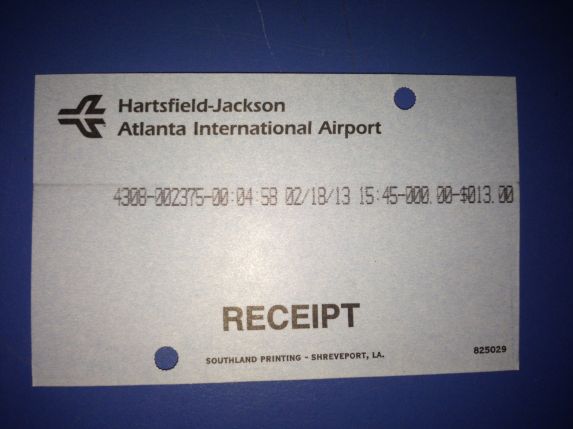 Hartsfield-Jackson
Atlanta International Airport
4308-002375-00:04:58 02/18/13 15:45-000.00-$013.00
RECEIPT
SOUTHLAND PRINTING - SHREVEPORT, LA.
825029